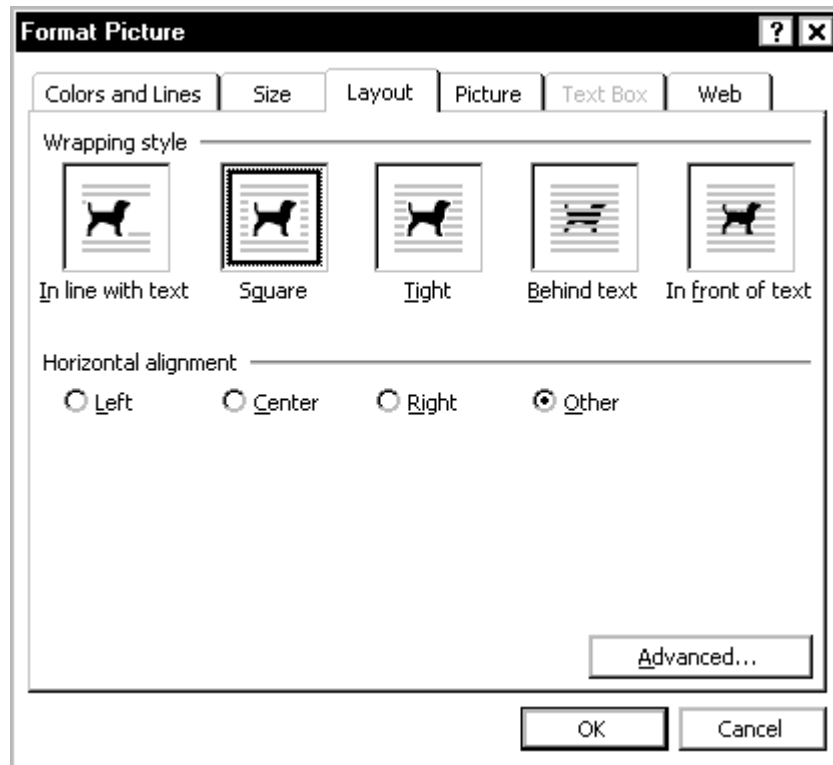 Format Picture
Colors and Lines Size Layout Picture Text Box Web
Wrapping style
In line with text Square Tight Behind text In front of text
Horizontal alignment
Left Center Right Other
Advanced...
OK Cancel